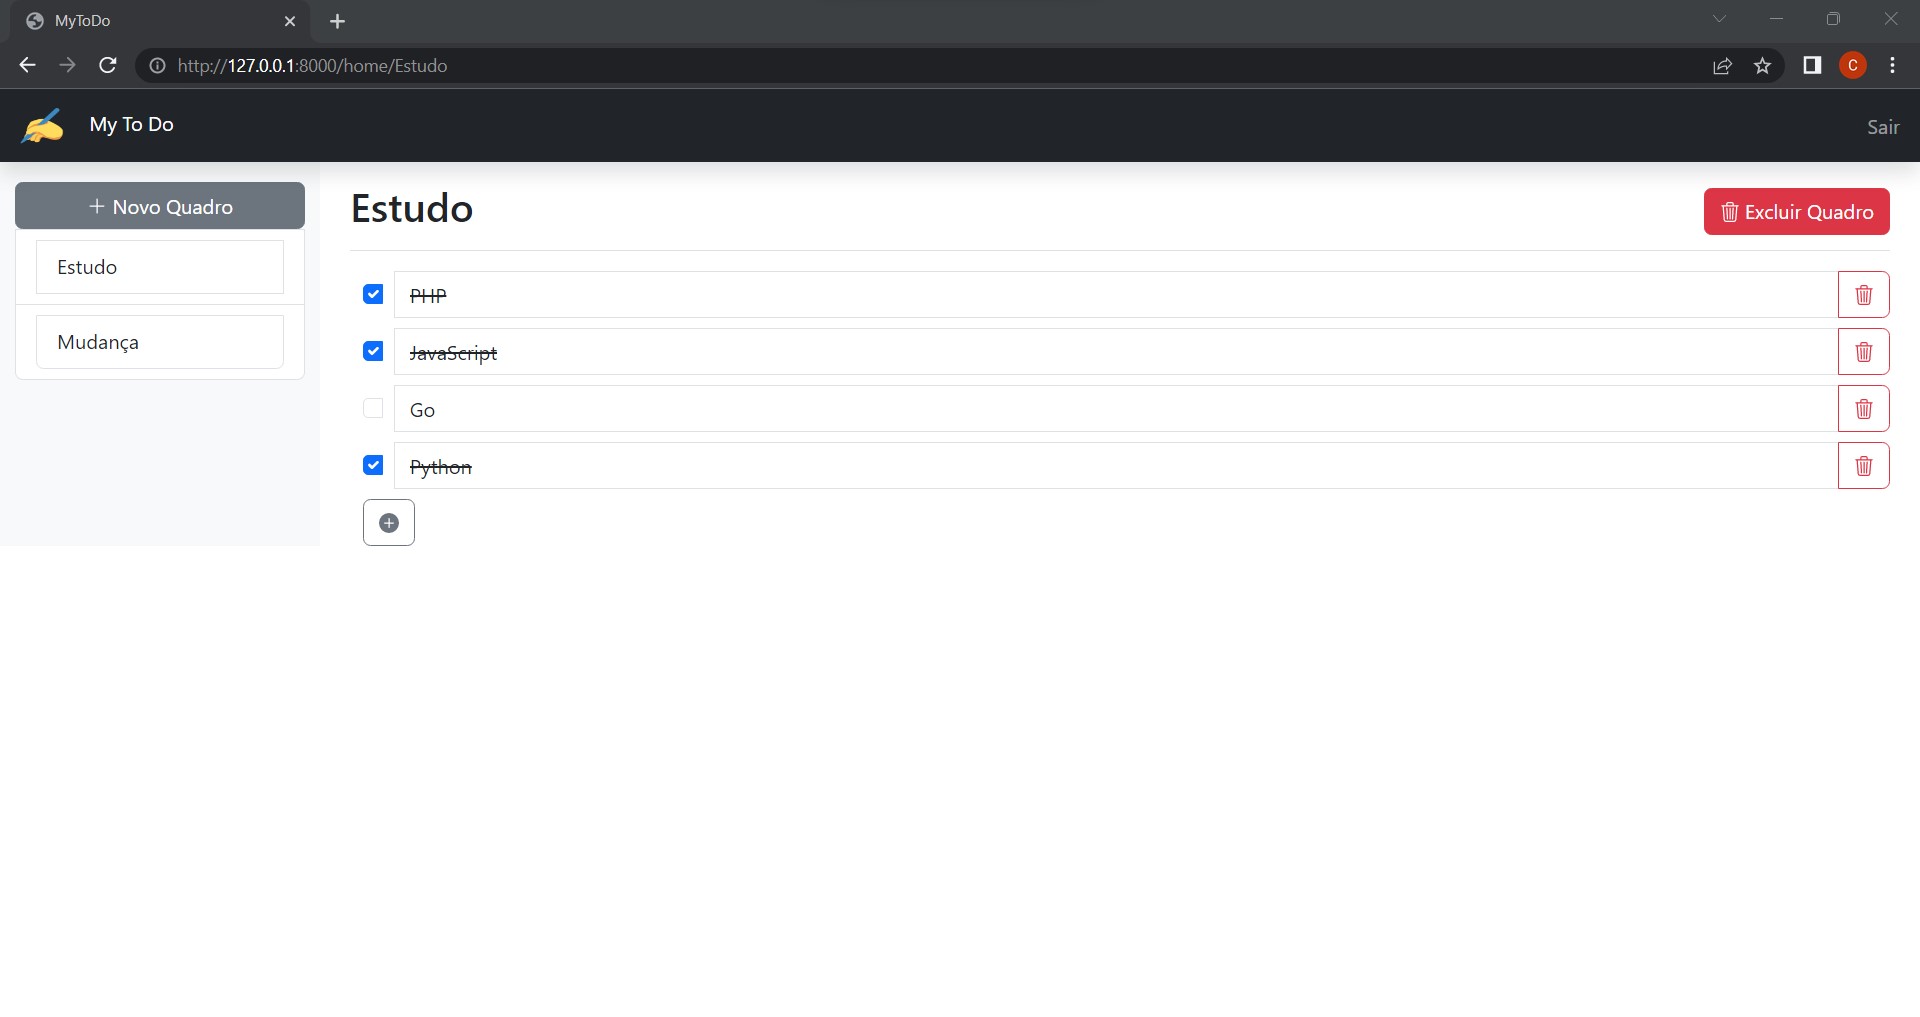 MyToDo
http://127.0.0.1:8000/home/Estudo
C
My To Do
Sair
Novo Quadro
Estudo
Mudança
Estudo
Excluir Quadro
PHP
JavaScript
Go
Python